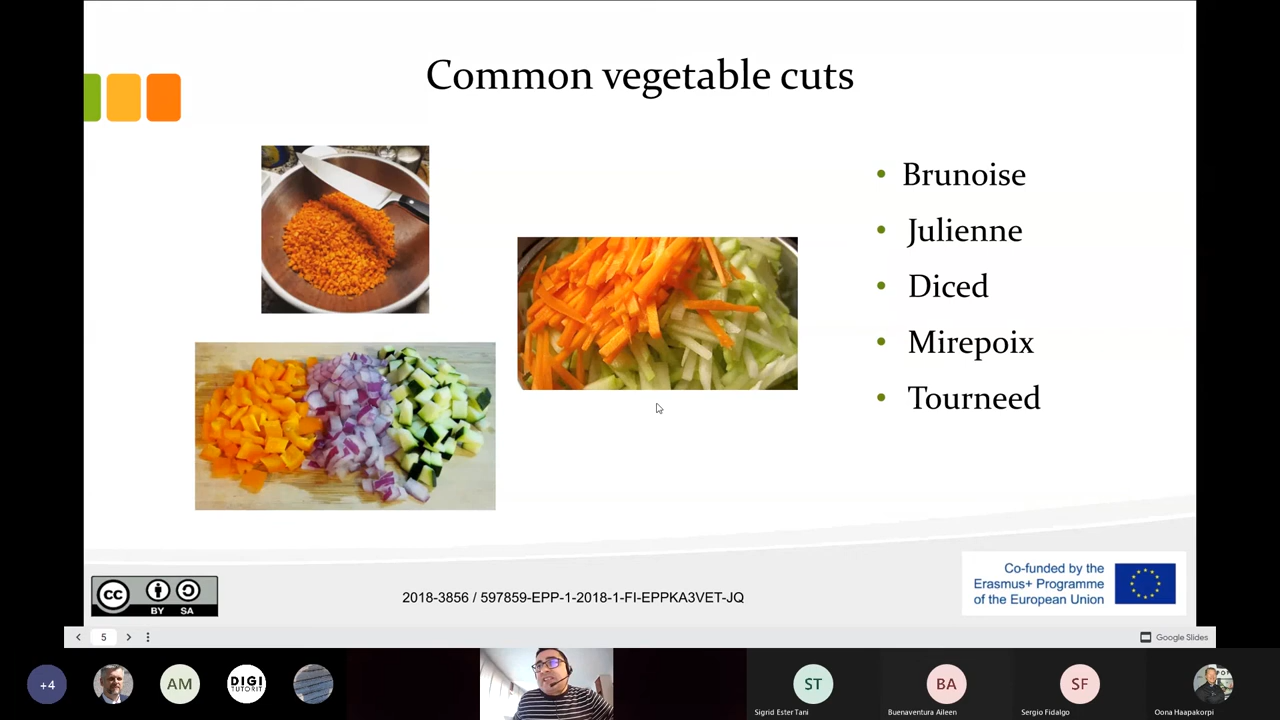 Common vegetable cuts
• Brunoise
• Julienne
• Diced
• Mirepoix
• Tourneed
cc
BY SA
2018-3856 / 597859-EPP-1-2018-1-FI-EPPKA3VET-JQ
Co-funded by the
Erasmus+ Programme
of the European Union
5
Google Slides
+4
AM
DIGI
TUTORIT
ST
BA
SF
Sigrid Ester Tani
Buenaventura Aileen
Sergio Fidalgo
Oona Haapakorpi